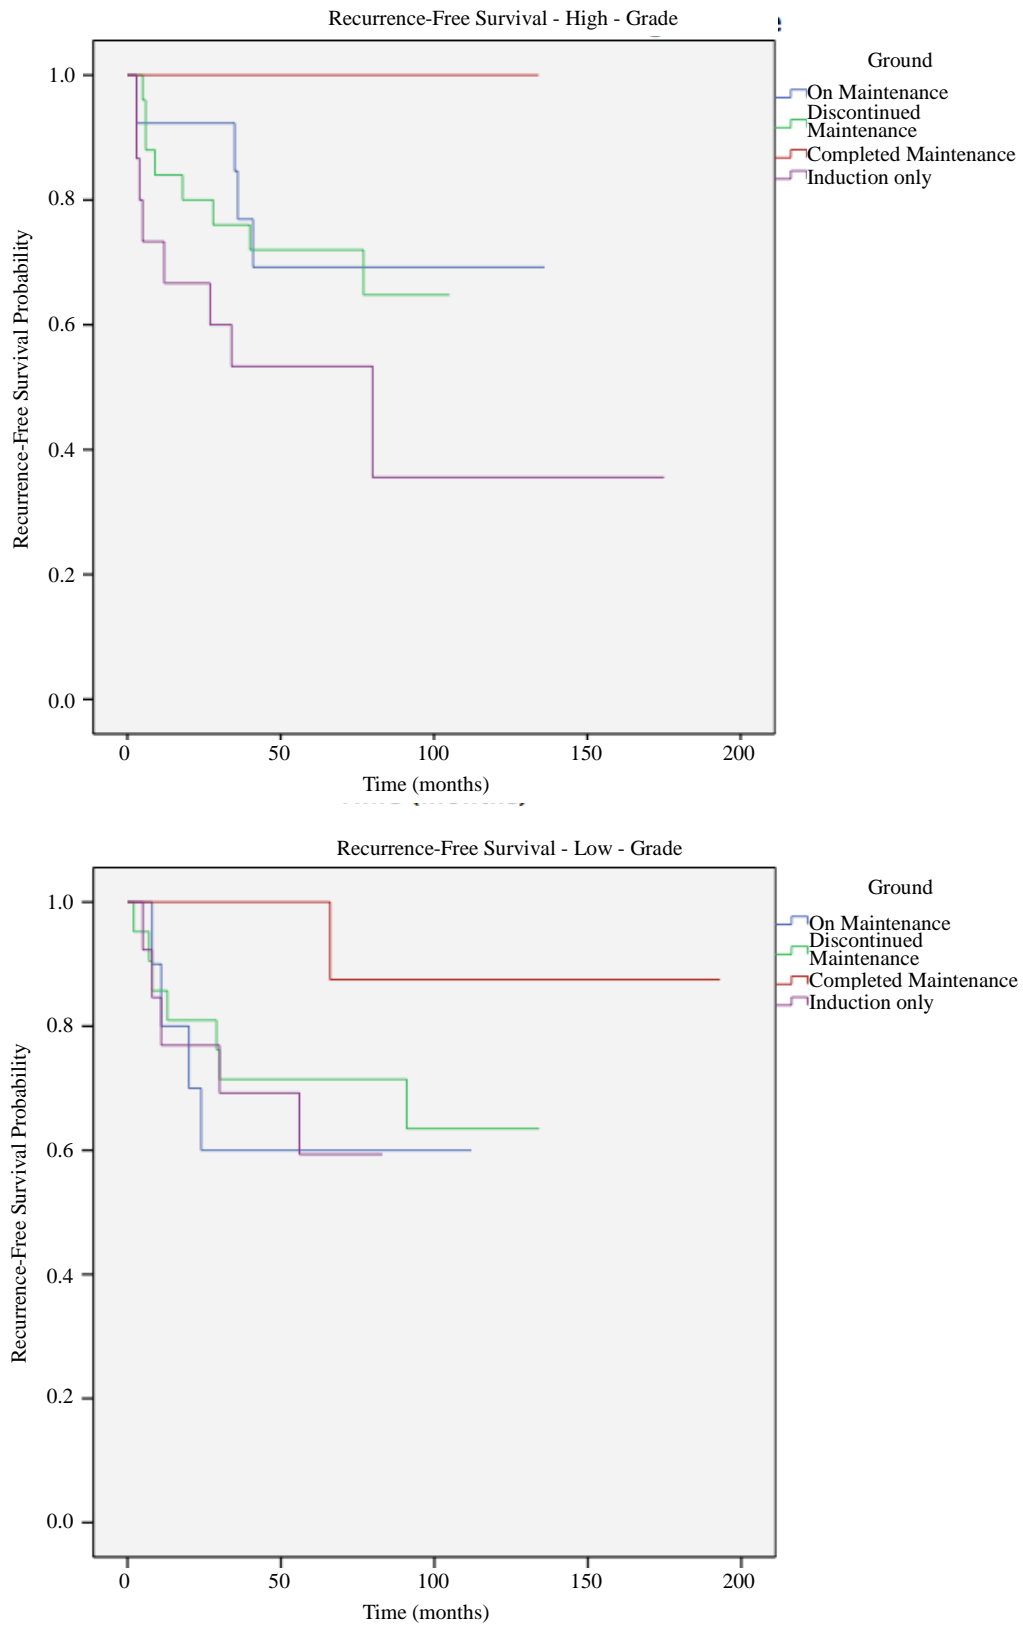 Recurrence-Free Survival - High - Grade
Ground
On Maintenance
Discontinued
Maintenance
Completed Maintenance
Induction only
Recurrence-Free Survival Probability
1.0
0.8
0.6
0.4
0.2
0.0
0 50 100 150 200
Time (months)
Recurrence-Free Survival - Low - Grade
Ground
On Maintenance
Discontinued
Maintenance
Completed Maintenance
Induction only
Recurrence-Free Survival Probability
1.0
0.8
0.6
0.4
0.2
0.0
0 50 100 150 200
Time (months)